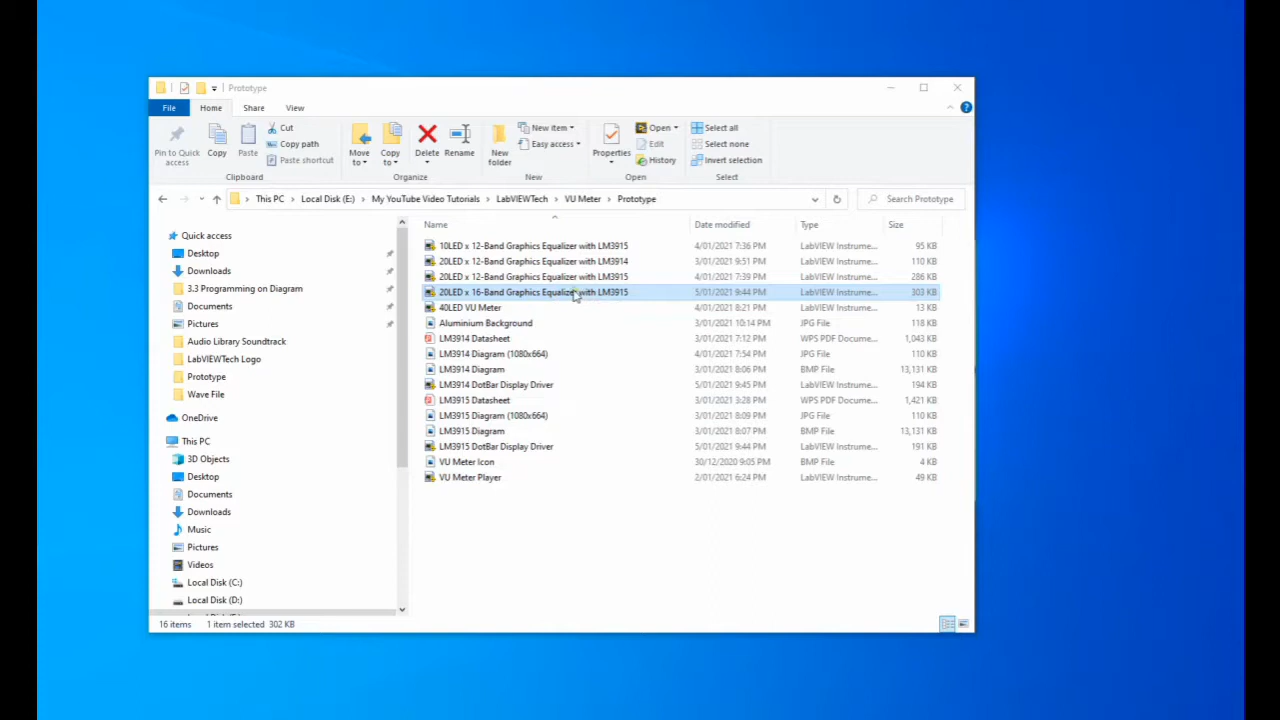 Prototype
File Home Share View
Pin to Quick access
Copy
Paste
Cut
Copy path
Paste shortcut
Move to
Copy to
Delete
Rename
New folder
New item
Easy access
Properties
Open
Edit
History
Select all
Select none
Invert selection
Clipboard Organize New Open Select
This PC > Local Disk (E:) > My YouTube Video Tutorials > LabVIEWTech > VU Meter > Prototype
Search Prototype
Quick access
Desktop
Downloads
3.3 Programming on Diagram
Documents
Pictures
Audio Library Soundtrack
LabVIEWTech Logo
Prototype
Wave File
OneDrive
This PC
3D Objects
Desktop
Documents
Downloads
Music
Pictures
Videos
Local Disk (C:)
Local Disk (D:)
Name Date modified Type Size
10LED x 12-Band Graphics Equalizer with LM3915 4/01/2021 7:36 PM LabVIEW Instrume... 95 KB
20LED x 12-Band Graphics Equalizer with LM3914 3/01/2021 9:51 PM LabVIEW Instrume... 110 KB
20LED x 12-Band Graphics Equalizer with LM3915 4/01/2021 7:39 PM LabVIEW Instrume... 286 KB
20LED x 16-Band Graphics Equalizer with LM3915 5/01/2021 9:44 PM LabVIEW Instrume... 303 KB
40LED VU Meter 4/01/2021 8:21 PM LabVIEW Instrume... 13 KB
Aluminium Background 3/01/2021 10:14 PM JPG File 118 KB
LM3914 Datasheet 3/01/2021 7:12 PM WPS PDF Docume... 1,043 KB
LM3914 Diagram (1080x664) 4/01/2021 7:54 PM JPG File 110 KB
LM3914 Diagram 3/01/2021 8:06 PM BMP File 13,131 KB
LM3914 DotBar Display Driver 5/01/2021 9:45 PM LabVIEW Instrume... 194 KB
LM3915 Datasheet 3/01/2021 3:28 PM WPS PDF Docume... 1,421 KB
LM3915 Diagram (1080x664) 3/01/2021 8:09 PM JPG File 110 KB
LM3915 Diagram 3/01/2021 8:07 PM BMP File 13,131 KB
LM3915 DotBar Display Driver 5/01/2021 9:44 PM LabVIEW Instrume... 191 KB
VU Meter Icon 30/12/2020 9:05 PM BMP File 4 KB
VU Meter Player 2/01/2021 6:24 PM LabVIEW Instrume... 49 KB
16 items 1 item selected 302 KB